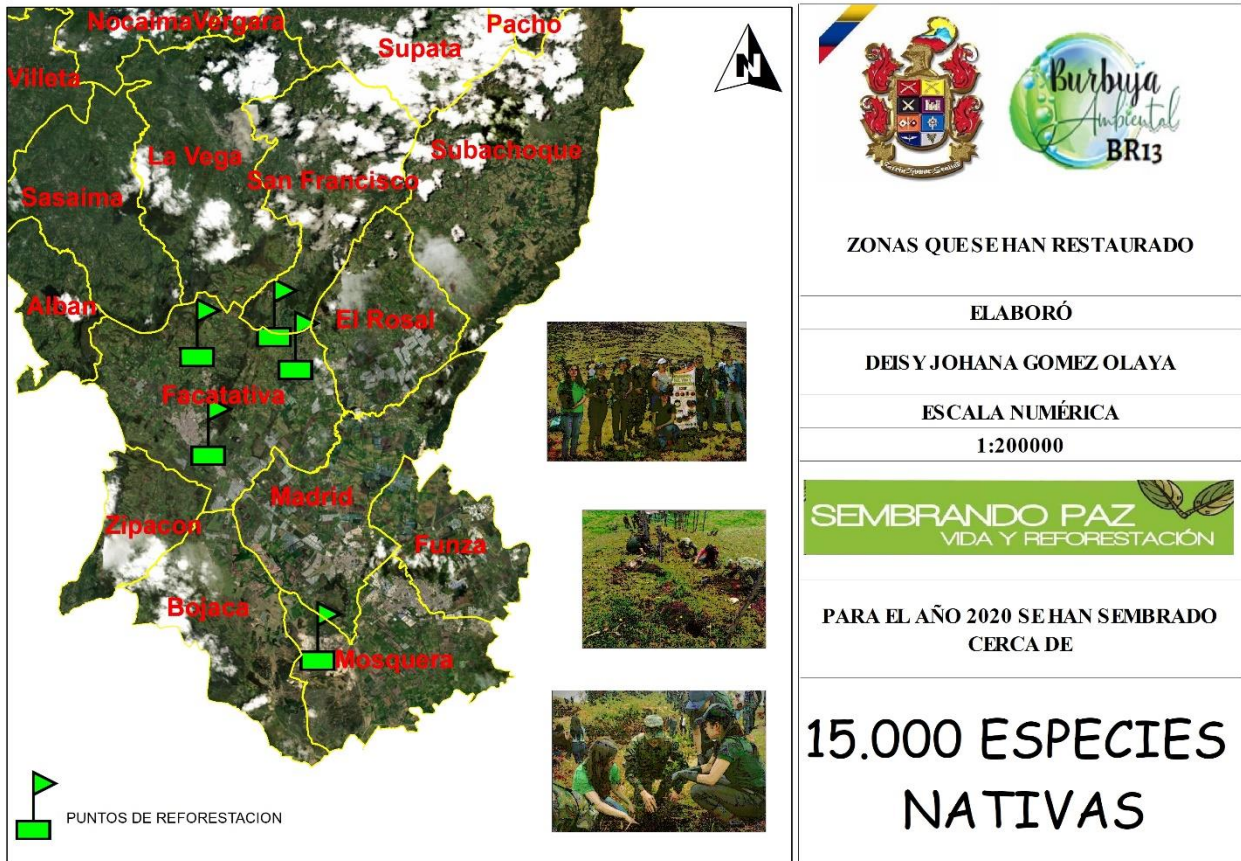 Nocaima Vergara
Pacho
Supata
Villeta
La Vega
Subachoque
San Francisco
Sasaima
Alban
El Rosal
Facatativa
Madrid
Zipacon
Funza
Bojaca
Mosquera
N
PUNTOS DE REFORESTACION
Burbuja
Ambiental
BR13
ZONAS QUE SE HAN RESTAURADO
ELABORÓ
DEISY JOHANA GOMEZ OLAYA
ESCALA NUMÉRICA
1:200000
SEMBRANDO PAZ
VIDA Y REFORESTACIÓN
PARA EL AÑO 2020 SE HAN SEMBRADO
CERCA DE
15.000 ESPECIES
NATIVAS